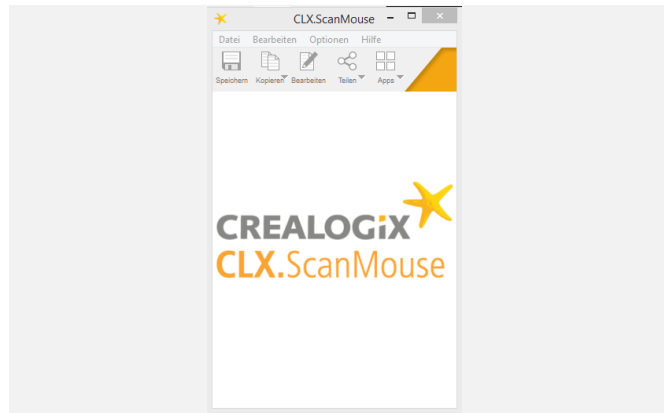 CLX.ScanMouse
Datei Bearbeiten Optionen Hilfe
Speichern Kopieren Bearbeiten Teilen Apps
CREALOGiX
CLX.ScanMouse